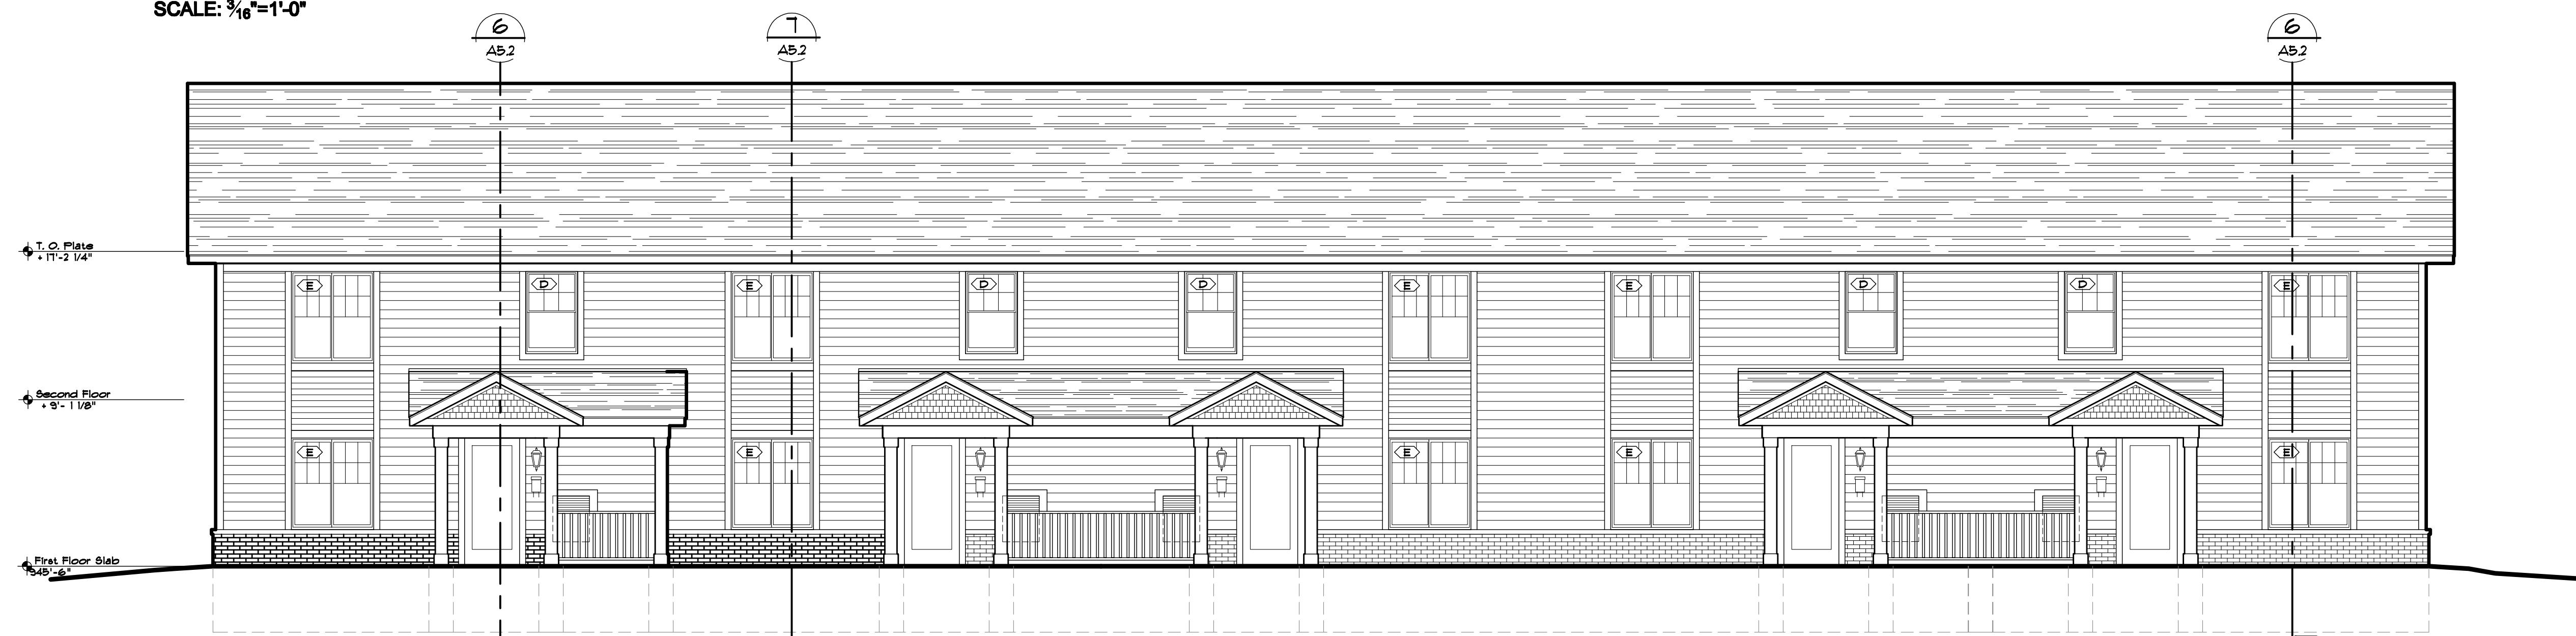 SCALE: 3/16"=1'-0"
6
A5.2
7
A5.2
6
A5.2
T. O. Plate
+ 17'-2 1/4"
E
D
E
D
D
E
E
D
D
E
Second Floor
+ 9'- 1 1/8"
E
E
E
E
E
First Floor Slab
945'-6"